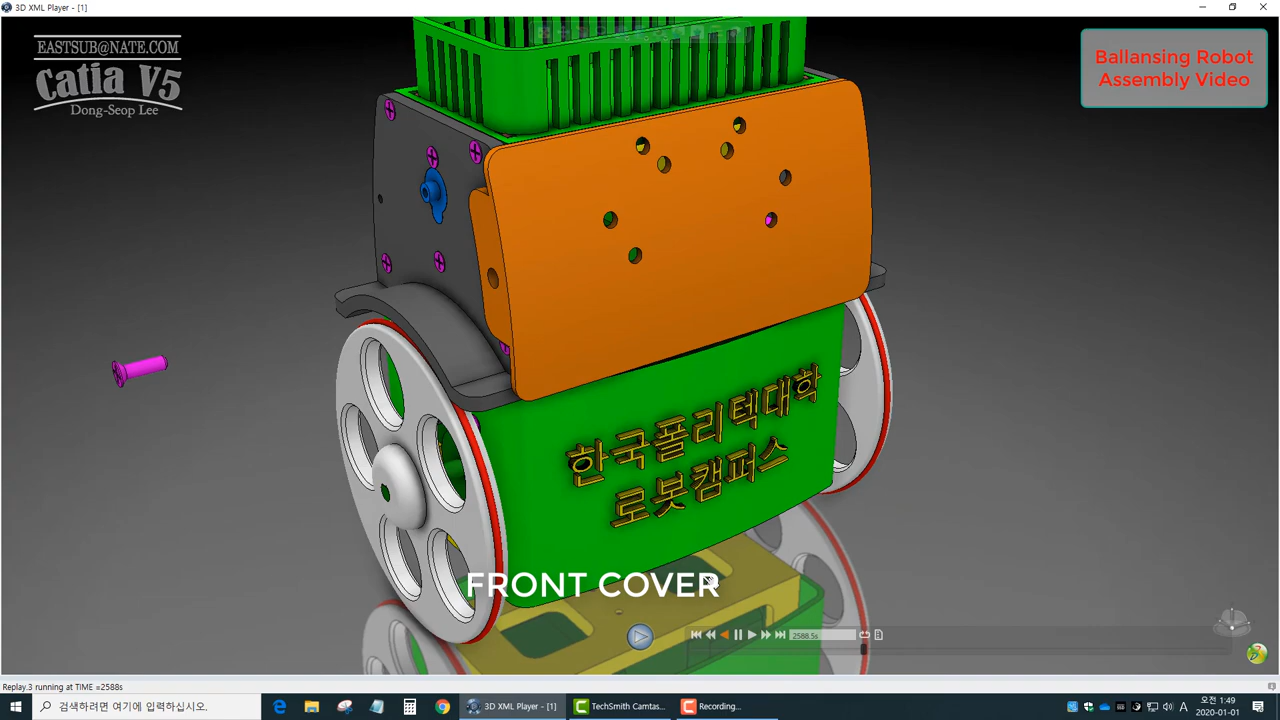 3D XML Player - [1]
EASTSUB@NATE.COM
Catia V5
Dong-Seop Lee
Ballansing Robot
Assembly Video
한국폴리텍대학
로봇캠퍼스
FRONT COVER
2588.5s
Replay.3 running at TIME =2588s
검색하려면 여기에 입력하십시오.
3D XML Player - [1]
TechSmith Camtas...
Recording...
A
오전 1:49
2020-01-01